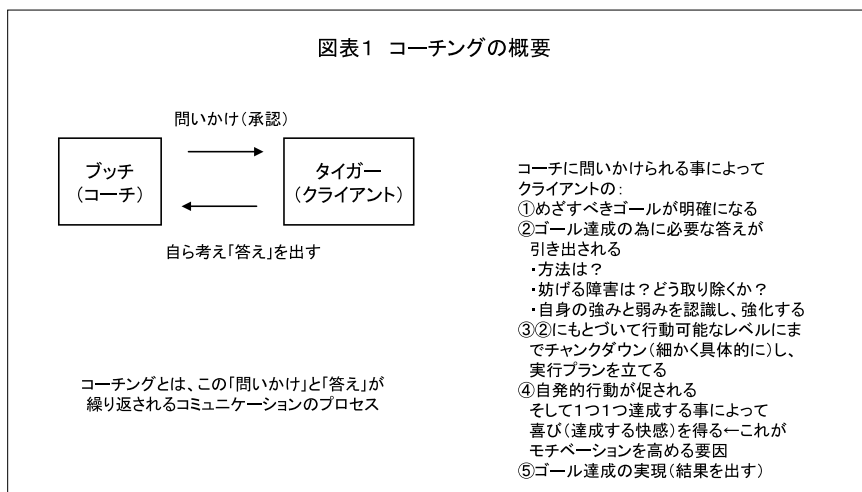 図表1 コーチングの概要
問いかけ(承認)
ブッチ
(コーチ)
タイガー
(クライアント)
自ら考え「答え」を出す
コーチングとは、この「問いかけ」と「答え」が
繰り返されるコミュニケーションのプロセス
コーチに問いかけられる事によって
クライアントの:
①めざすべきゴールが明確になる
②ゴール達成の為に必要な答えが
引き出される
・方法は?
・妨げる障害は?どう取り除くか?
・自身の強みと弱みを認識し、強化する
③②にもとづいて行動可能なレベルにま
でチャンクダウン(細かく具体的に)し、
実行プランを立てる
④自発的行動が促される
そして1つ1つ達成する事によって
喜び(達成する快感)を得る←これが
モチベーションを高める要因
⑤ゴール達成の実現(結果を出す)